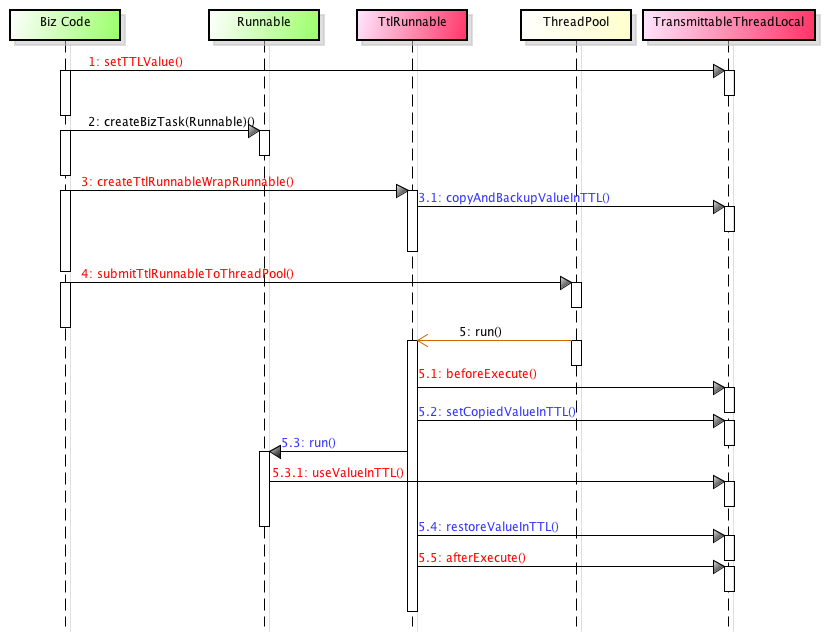 Biz Code
Runnable
TtlRunnable
ThreadPool
TransmittableThreadLocal
1: setTTLValue()
2: createBizTask(Runnable)()
3: createTtlRunnableWrapRunnable()
3.1: copyAndBackupValueInTTL()
4: submitTtlRunnableToThreadPool()
5: run()
5.1: beforeExecute()
5.2: setCopiedValueInTTL()
5.3: run()
5.3.1: useValueInTTL()
5.4: restoreValueInTTL()
5.5: afterExecute()